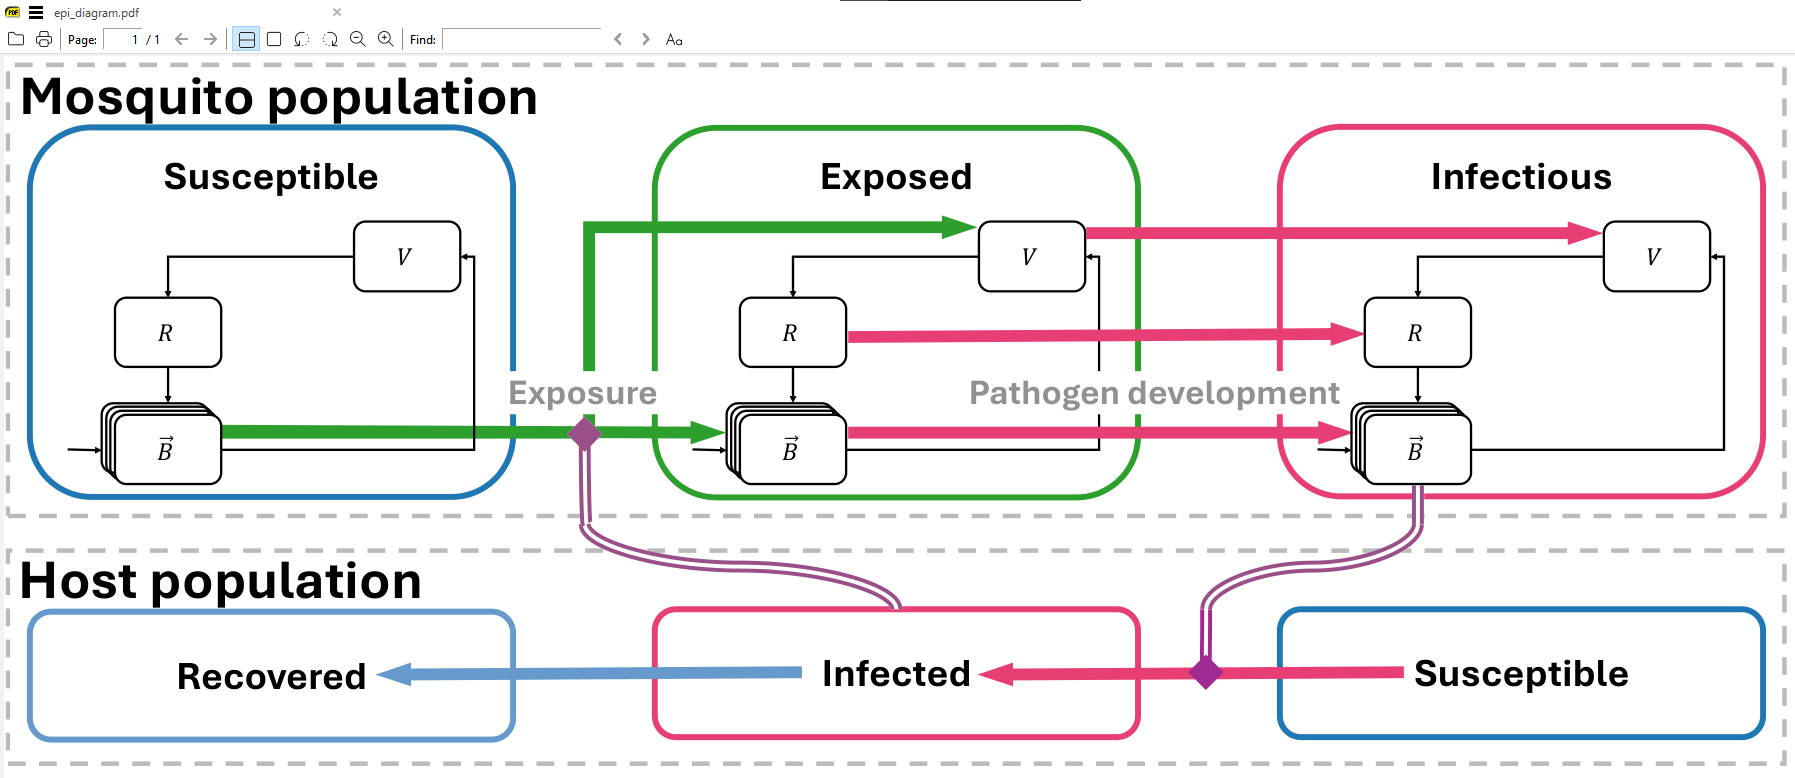 epi_diagram.pdf
Page: 1 / 1 Find: Aa
Mosquito population
Susceptible Exposed Infectious
V V V
R R R
Exposure Pathogen development
B⃗ B⃗ B⃗
Host population
Recovered Infected Susceptible